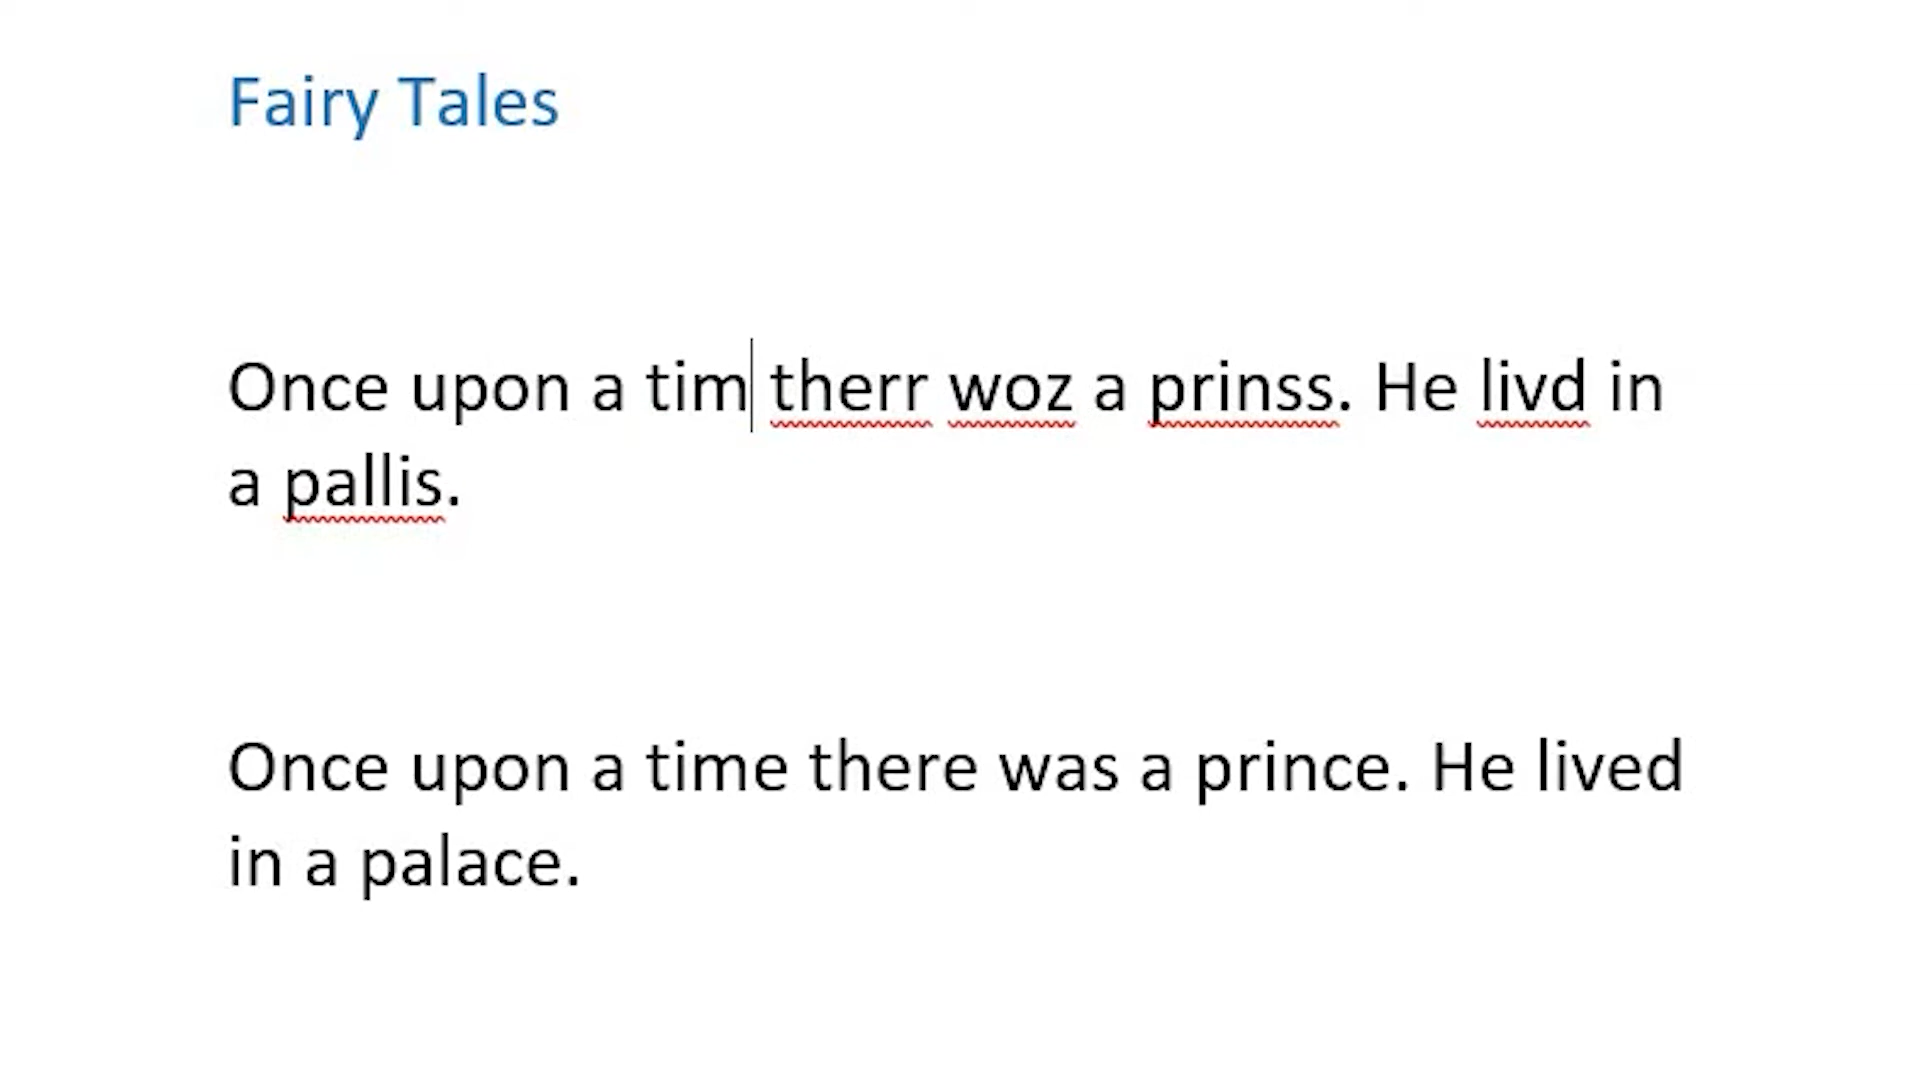 Fairy Tales
Once upon a tim therr woz a prinss. He livd in
a pallis.
Once upon a time there was a prince. He lived
in a palace.